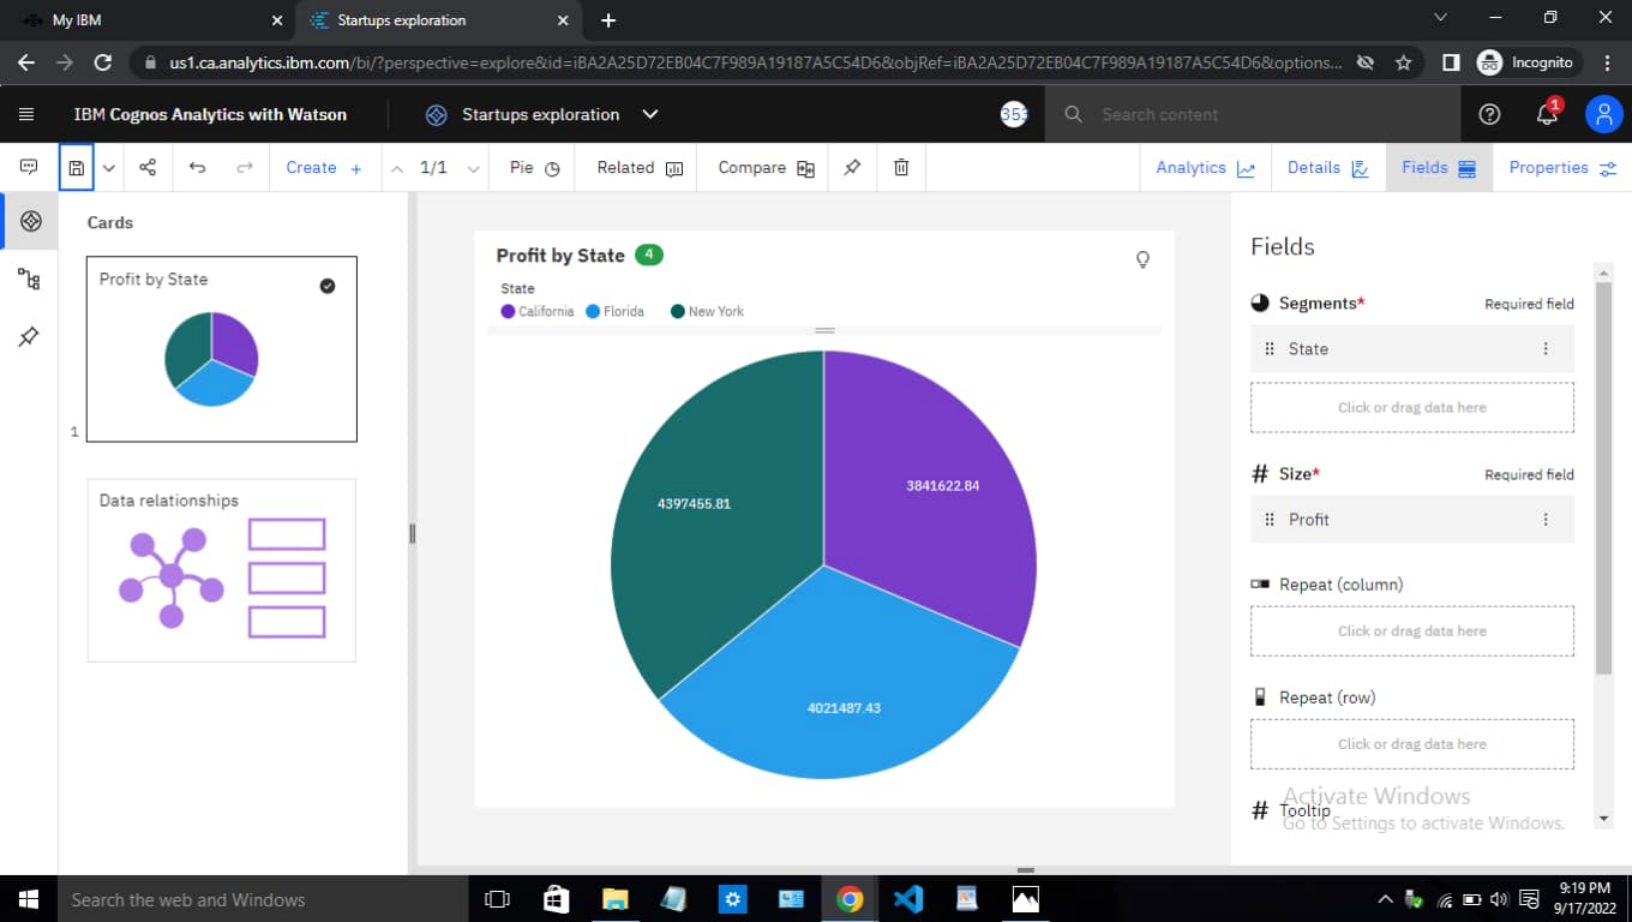 My IBM
Startups exploration
us1.ca.analytics.ibm.com/bi/?perspective=explore&id=iBA2A25D72EB04C7F989A19187A5C54D6&objRef=iBA2A25D72EB04C7F989A19187A5C54D6&options...
Incognito
IBM Cognos Analytics with Watson
Startups exploration
353
Search content
1
Create +
1/1
Pie
Related
Compare
Analytics
Details
Fields
Properties
Cards
Profit by State
1
Data relationships
Profit by State 4
State
California Florida New York
4397455.81
3841622.84
4021487.43
Fields
Segments* Required field
State
Click or drag data here
# Size* Required field
Profit
Repeat (column)
Click or drag data here
Repeat (row)
Click or drag data here
# Tooltip
Activate Windows
Go to Settings to activate Windows.
Search the web and Windows
9:19 PM
9/17/2022